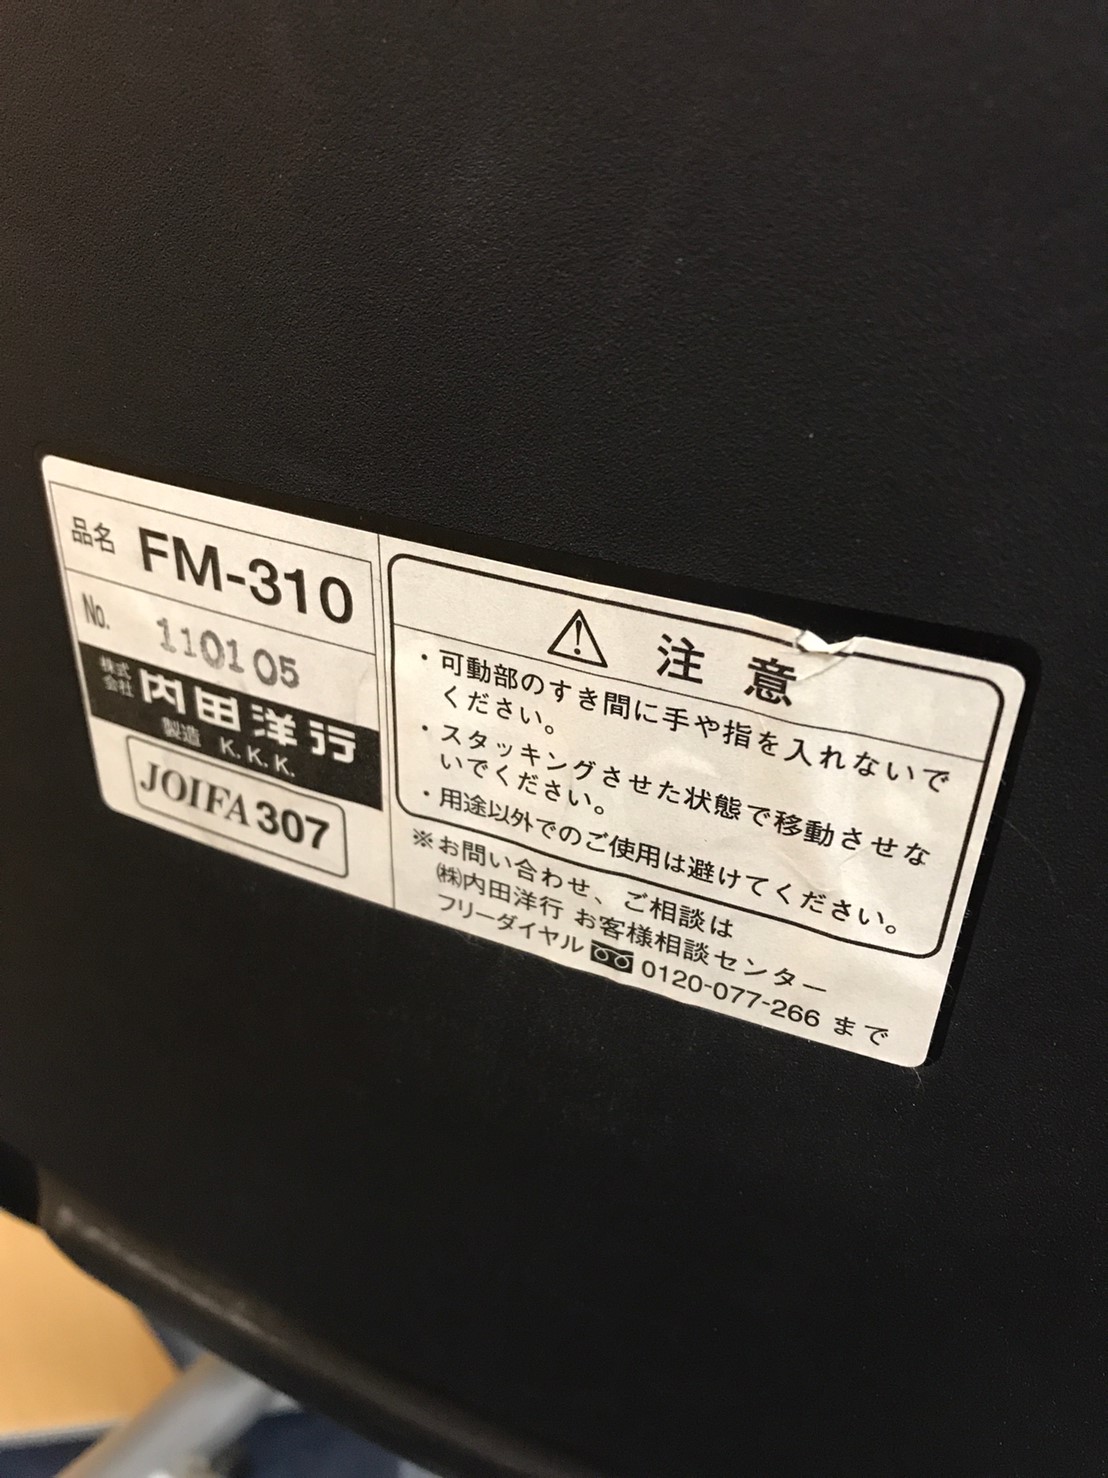 品名 FM-310
No. 110105
株式会社 内田洋行
製造 K.K.K.
JOIFA 307
注意
・可動部のすき間に手や指を入れないで
ください。
・スタッキングさせた状態で移動させな
いでください。
・用途以外でのご使用は避けてください。
※お問い合わせ、ご相談は
㈱内田洋行 お客様相談センター
フリーダイヤル 0120-077-266 まで